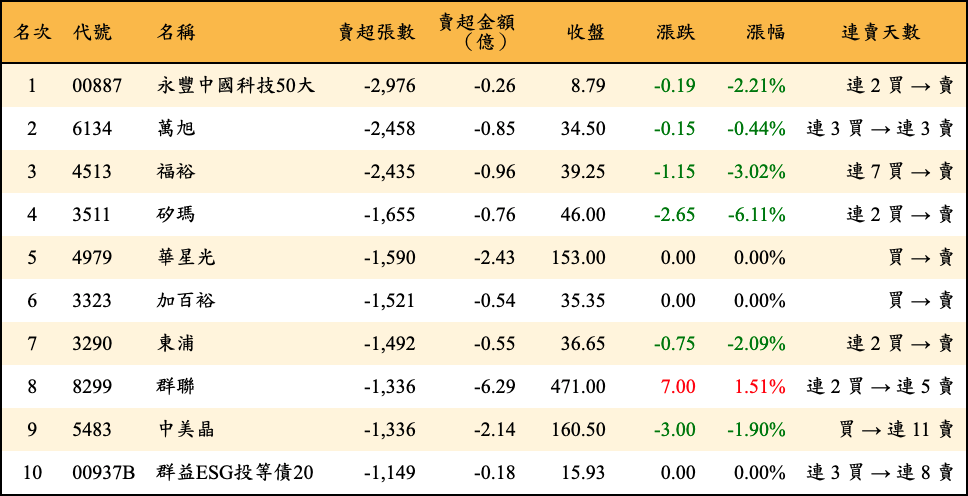 名次 代號 名稱 賣超張數 賣超金額（億） 收盤 漲跌 漲幅 連賣天數
1 00887 永豐中國科技50大 -2,976 -0.26 8.79 -0.19 -2.21% 連 2 買 → 賣
2 6134 萬旭 -2,458 -0.85 34.50 -0.15 -0.44% 連 3 買 → 連 3 賣
3 4513 福裕 -2,435 -0.96 39.25 -1.15 -3.02% 連 7 買 → 賣
4 3511 矽瑪 -1,655 -0.76 46.00 -2.65 -6.11% 連 2 買 → 賣
5 4979 華星光 -1,590 -2.43 153.00 0.00 0.00% 買 → 賣
6 3323 加百裕 -1,521 -0.54 35.35 0.00 0.00% 買 → 賣
7 3290 東浦 -1,492 -0.55 36.65 -0.75 -2.09% 連 2 買 → 賣
8 8299 群聯 -1,336 -6.29 471.00 7.00 1.51% 連 2 買 → 連 5 賣
9 5483 中美晶 -1,336 -2.14 160.50 -3.00 -1.90% 買 → 連 11 賣
10 00937B 群益ESG投等債20 -1,149 -0.18 15.93 0.00 0.00% 連 3 買 → 連 8 賣